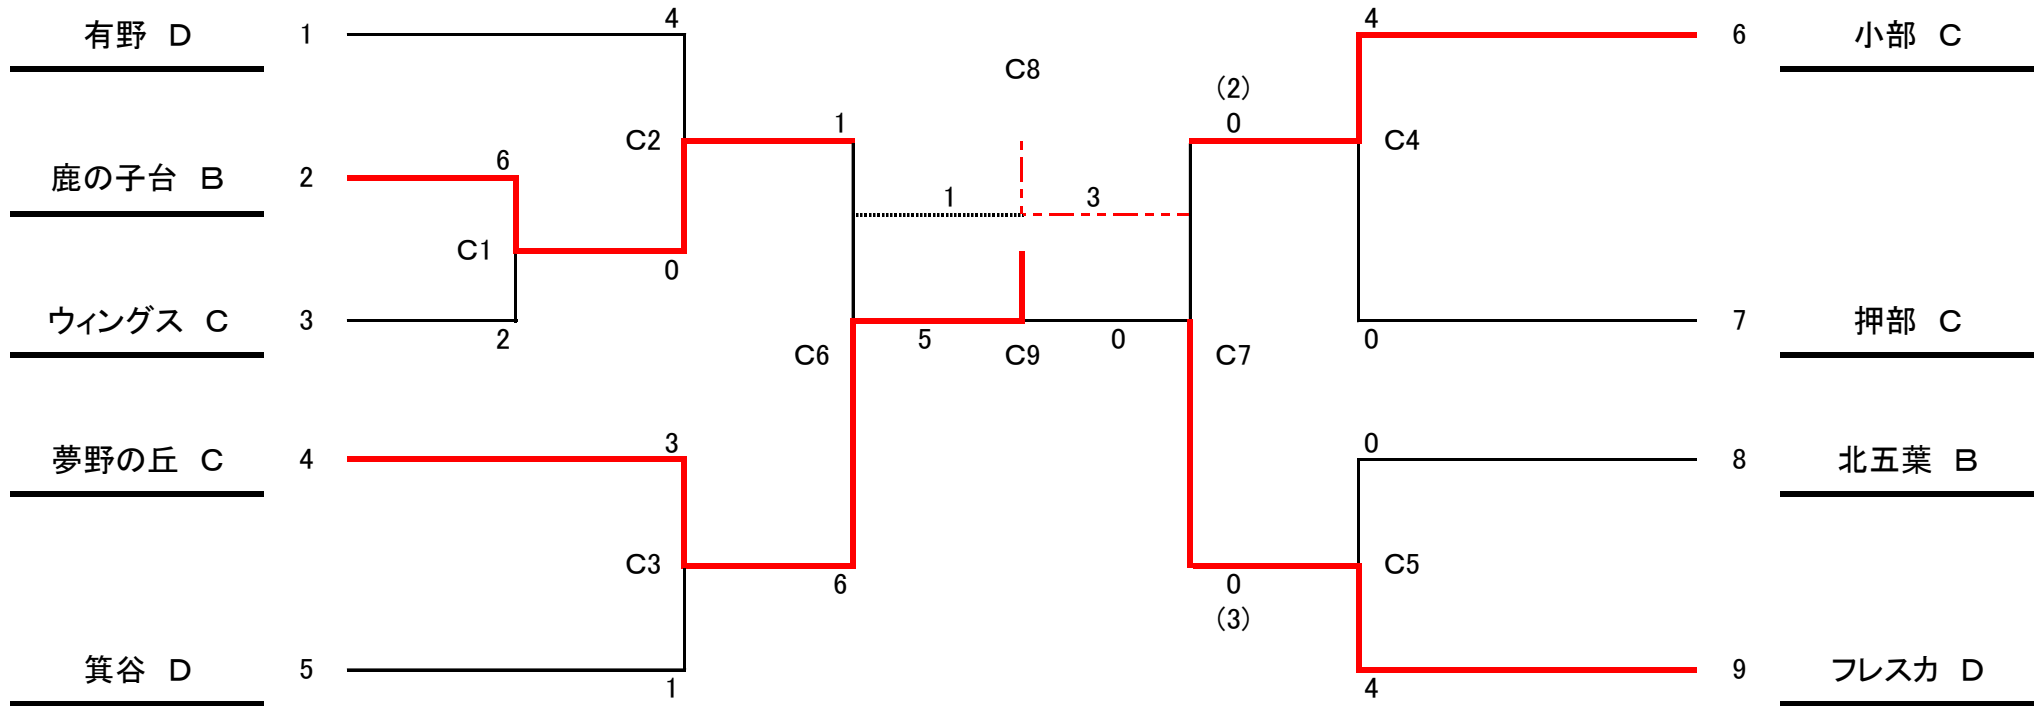 有野 D 1 4 4 6 小部 C
C8
(2)
1 0
C2 C4
6
鹿の子台 B 2
1 3
C1
0
ウィングス C 3 7 押部 C
2 5 0 0
C6 C9 C7
3 0
夢野の丘 C 4 8 北五葉 B
C3 C5
6 0
(3)
箕谷 D 5 9 フレスカ D
1 4